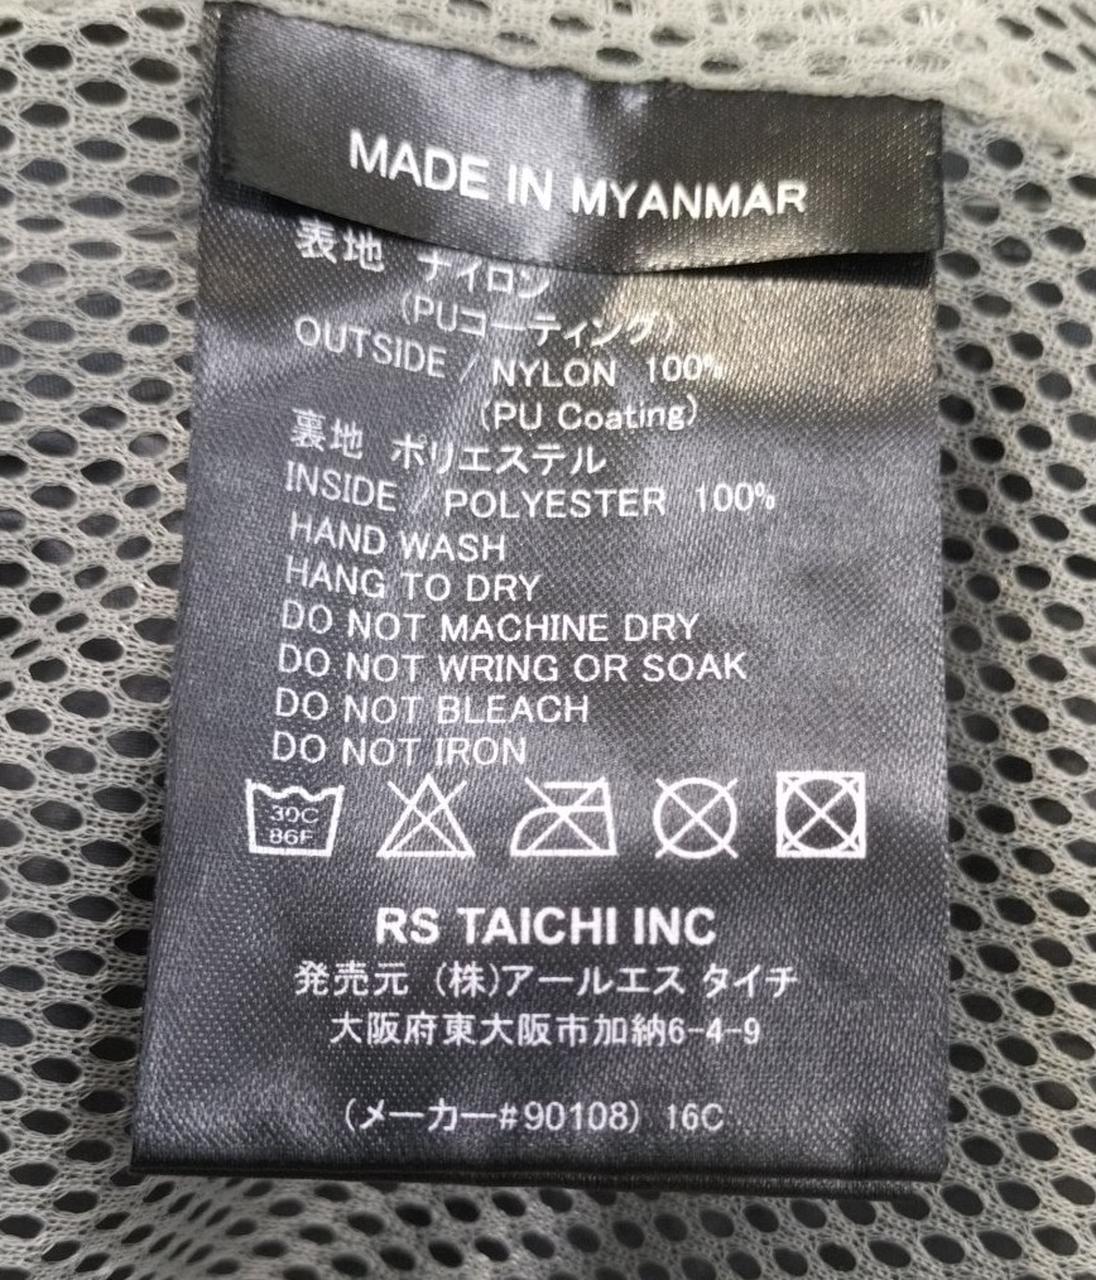 MADE IN MYANMAR
表地 ナイロン
(PUコーティング)
OUTSIDE / NYLON 100%
(PU Coating)
裏地 ポリエステル
INSIDE / POLYESTER 100%
HAND WASH
HANG TO DRY
DO NOT MACHINE DRY
DO NOT WRING OR SOAK
DO NOT BLEACH
DO NOT IRON
30C
86F
RS TAICHI INC
発売元 (株)アールエス タイチ
大阪府東大阪市加納6-4-9
(メーカー#90108) 16C